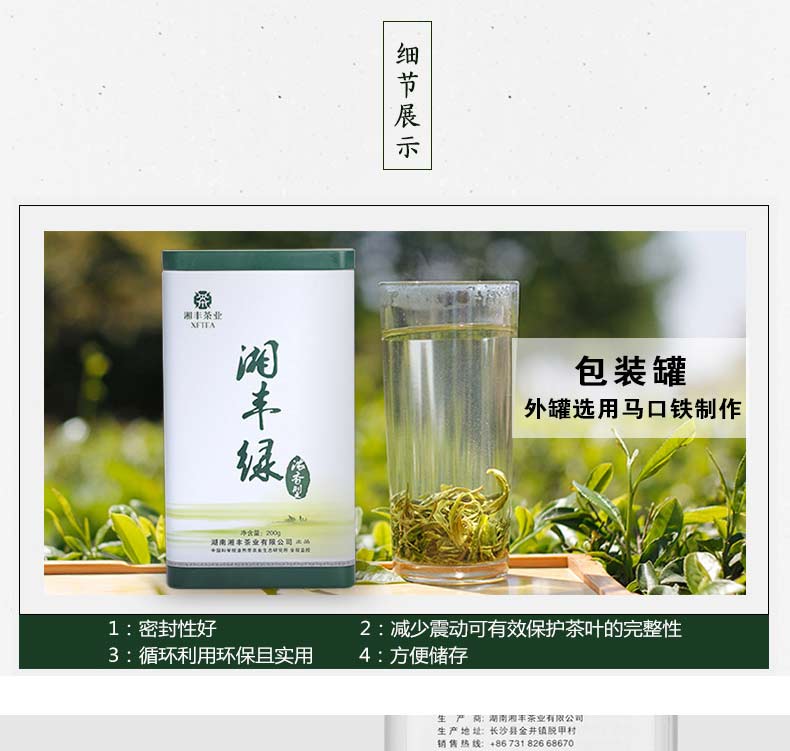 细节展示
湘丰茶业
XFTEA
湘丰绿
浓香型
净含量：200g
湖南湘丰茶业有限公司 出品
包装罐
外罐选用马口铁制作
1：密封性好
2：减少震动可有效保护茶叶的完整性
3：循环利用环保且实用
4：方便储存
生 产 商：湖南湘丰茶业有限公司
生产地址：长沙县金井镇脱甲村
销售热线：+86 731 826 68670